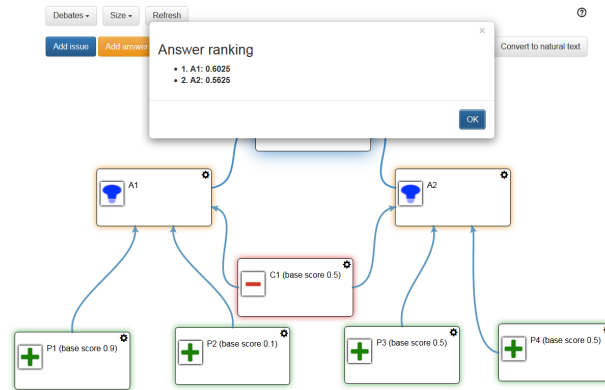 Debates
Size
Refresh
Add issue
Add answer
Convert to natural text
×
Answer ranking
1. A1: 0.6025
2. A2: 0.5625
OK
A1
A2
C1 (base score 0.5)
P1 (base score 0.9)
P2 (base score 0.1)
P3 (base score 0.5)
P4 (base score 0.5)